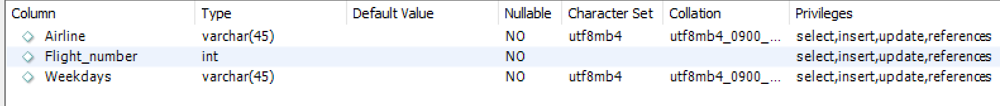 Column Type Default Value Nullable Character Set Collation Privileges
Airline varchar(45) NO utf8mb4 utf8mb4_0900_... select,insert,update,references
Flight_number int NO select,insert,update,references
Weekdays varchar(45) NO utf8mb4 utf8mb4_0900_... select,insert,update,references